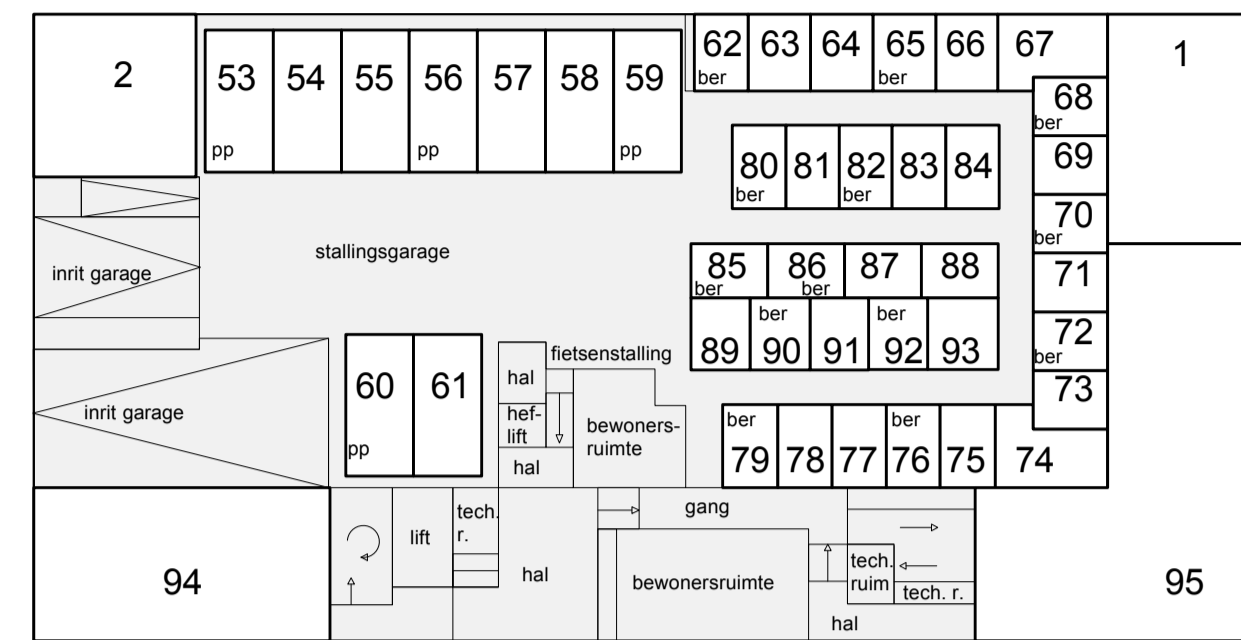 2
53 54 55 56 57 58 59
pp pp pp
62 63 64 65 66 67
ber ber
1
68
ber
69
70
ber
71
72
ber
73
80 81 82 83 84
ber ber
stallingsgarage
inrit garage
85 86 87 88
ber ber
ber ber
89 90 91 92 93
inrit garage
60 61
pp
fietsenstalling
hal
hef-
lift
hal
bewoners-
ruimte
ber ber
79 78 77 76 75 74
94
lift
tech.
r.
hal
gang
bewonersruimte
tech.
ruim
tech. r.
hal
95